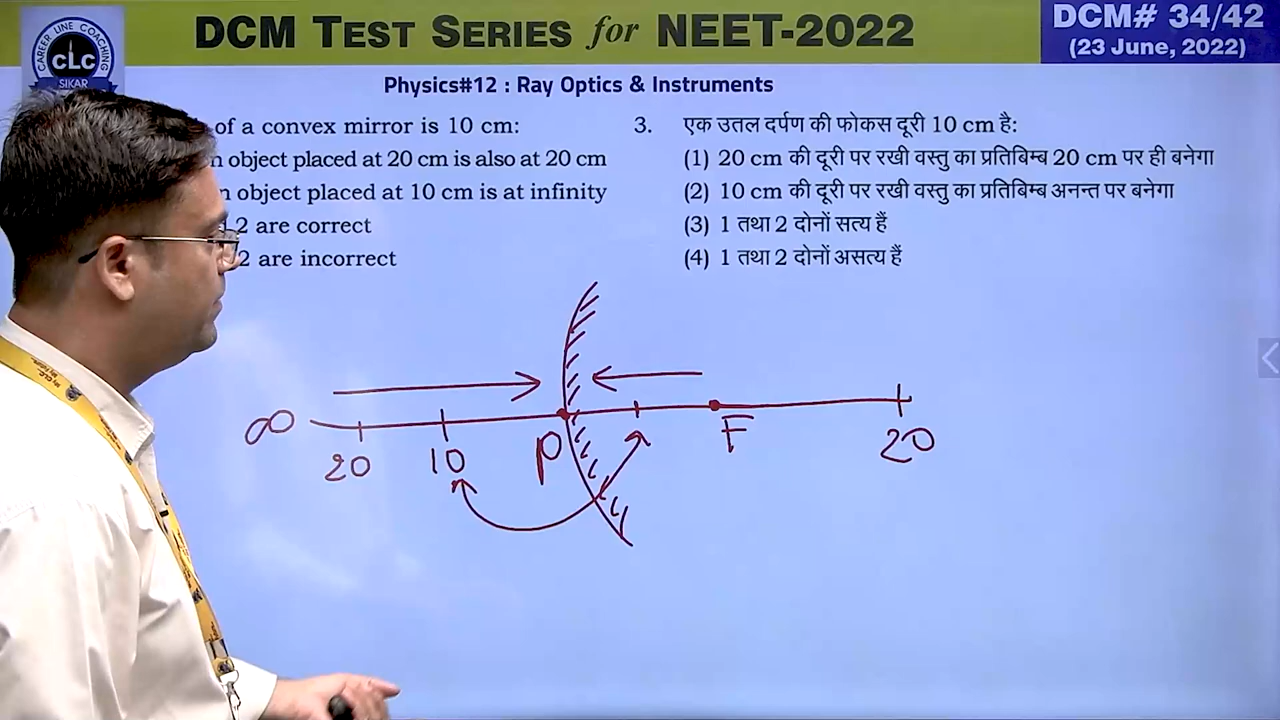 DCM TEST SERIES for NEET-2022
DCM# 34/42
(23 June, 2022)
CAREER LINE COACHING
CLC
SIKAR
Physics#12 : Ray Optics & Instruments
of a convex mirror is 10 cm:
object placed at 20 cm is also at 20 cm
object placed at 10 cm is at infinity
2 are correct
2 are incorrect
3. एक उतल दर्पण की फोकस दूरी 10 cm है:
(1) 20 cm की दूरी पर रखी वस्तु का प्रतिबिम्ब 20 cm पर ही बनेगा
(2) 10 cm की दूरी पर रखी वस्तु का प्रतिबिम्ब अनन्त पर बनेगा
(3) 1 तथा 2 दोनों सत्य हैं
(4) 1 तथा 2 दोनों असत्य हैं
∞ 20 10 P F 20